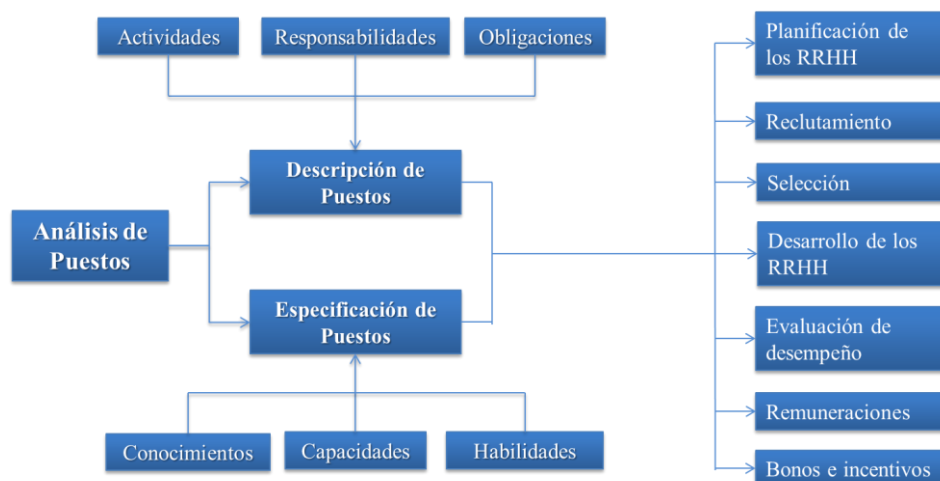 Actividades
Responsabilidades
Obligaciones
Descripción de
Puestos
Análisis de
Puestos
Especificación de
Puestos
Conocimientos
Capacidades
Habilidades
Planificación de
los RRHH
Reclutamiento
Selección
Desarrollo de los
RRHH
Evaluación de
desempeño
Remuneraciones
Bonos e incentivos